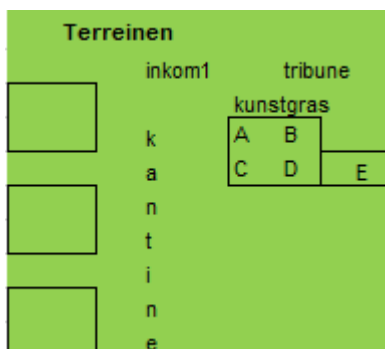 Terreinen
inkom1 tribune
kunstgras
k A B
a C D E
n
t
i
n
e